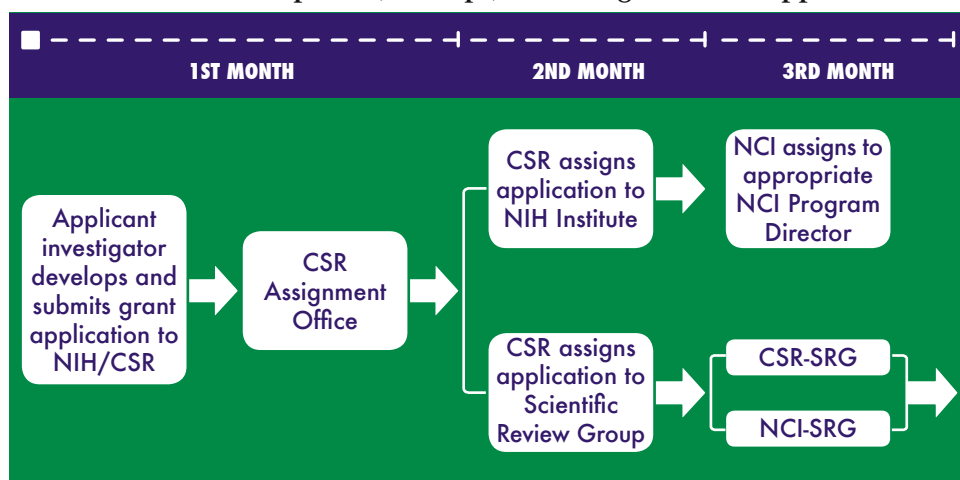 1ST MONTH
2ND MONTH
3RD MONTH
Applicant
investigator
develops and
submits grant
application to
NIH/CSR
CSR
Assignment
Office
CSR assigns
application to
NIH Institute
NCI assigns to
appropriate
NCI Program
Director
CSR assigns
application to
Scientific
Review Group
CSR-SRG
NCI-SRG